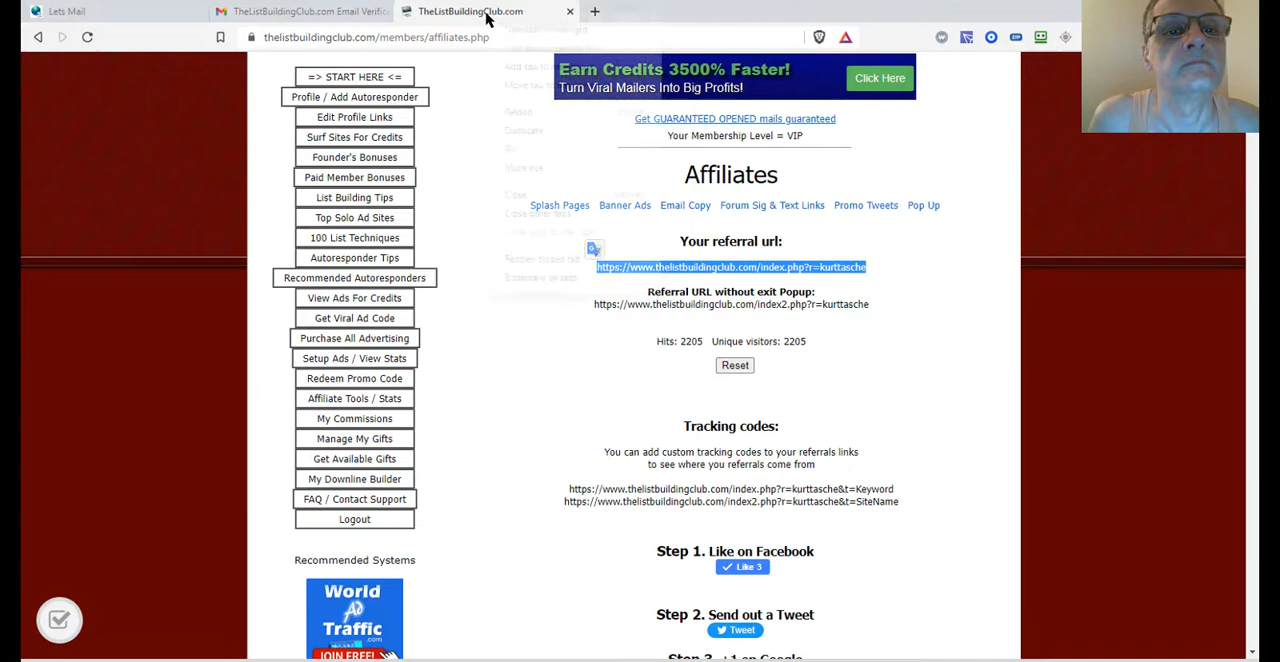 Lets Mail
TheListBuildingClub.com Email Verific
TheListBuildingClub.com
thelistbuildingclub.com/members/affiliates.php
=> START HERE <=
Profile / Add Autoresponder
Edit Profile Links
Surf Sites For Credits
Founder's Bonuses
Paid Member Bonuses
List Building Tips
Top Solo Ad Sites
100 List Techniques
Autoresponder Tips
Recommended Autoresponders
View Ads For Credits
Get Viral Ad Code
Purchase All Advertising
Setup Ads / View Stats
Redeem Promo Code
Affiliate Tools / Stats
My Commissions
Manage My Gifts
Get Available Gifts
My Downline Builder
FAQ / Contact Support
Logout
Recommended Systems
World
Ad
Traffic
.com
JOIN FREE!
Earn Credits 3500% Faster!
Turn Viral Mailers Into Big Profits!
Click Here
Get GUARANTEED OPENED mails guaranteed
Your Membership Level = VIP
Affiliates
Splash Pages Banner Ads Email Copy Forum Sig & Text Links Promo Tweets Pop Up
Your referral url:
https://www.thelistbuildingclub.com/index.php?r=kurttasche
Referral URL without exit Popup:
https://www.thelistbuildingclub.com/index2.php?r=kurttasche
Hits: 2205 Unique visitors: 2205
Reset
Tracking codes:
You can add custom tracking codes to your referrals links
to see where you referrals come from
https://www.thelistbuildingclub.com/index.php?r=kurttasche&t=Keyword
https://www.thelistbuildingclub.com/index2.php?r=kurttasche&t=SiteName
Step 1. Like on Facebook
Like 3
Step 2. Send out a Tweet
Tweet
Step 3. +1 on Google